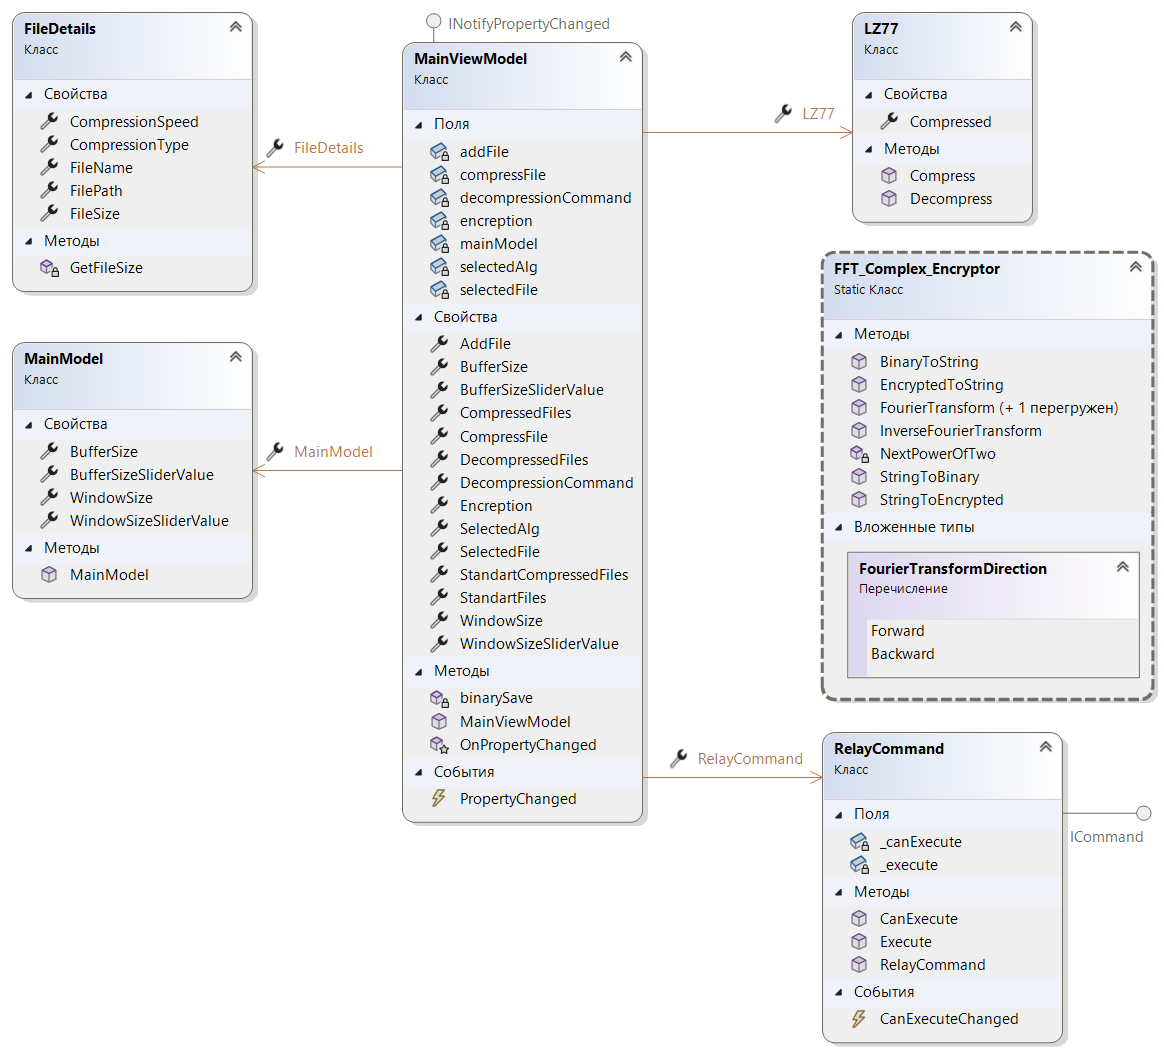 FileDetails
Класс
Свойства
CompressionSpeed
CompressionType
FileName
FilePath
FileSize
Методы
GetFileSize
FileDetails
MainModel
Класс
Свойства
BufferSize
BufferSizeSliderValue
WindowSize
WindowSizeSliderValue
Методы
MainModel
MainModel
INotifyPropertyChanged
MainViewModel
Класс
Поля
addFile
compressFile
decompressionCommand
encreption
mainModel
selectedAlg
selectedFile
Свойства
AddFile
BufferSize
BufferSizeSliderValue
CompressedFiles
CompressFile
DecompressedFiles
DecompressionCommand
Encreption
SelectedAlg
SelectedFile
StandartCompressedFiles
StandartFiles
WindowSize
WindowSizeSliderValue
Методы
binarySave
MainViewModel
OnPropertyChanged
События
PropertyChanged
LZ77
LZ77
Класс
Свойства
Compressed
Методы
Compress
Decompress
FFT_Complex_Encryptor
Static Класс
Методы
BinaryToString
EncryptedToString
FourierTransform (+ 1 перегружен)
InverseFourierTransform
NextPowerOfTwo
StringToBinary
StringToEncrypted
Вложенные типы
FourierTransformDirection
Перечисление
Forward
Backward
RelayCommand
RelayCommand
Класс
Поля
_canExecute
_execute
Методы
CanExecute
Execute
RelayCommand
События
CanExecuteChanged
ICommand